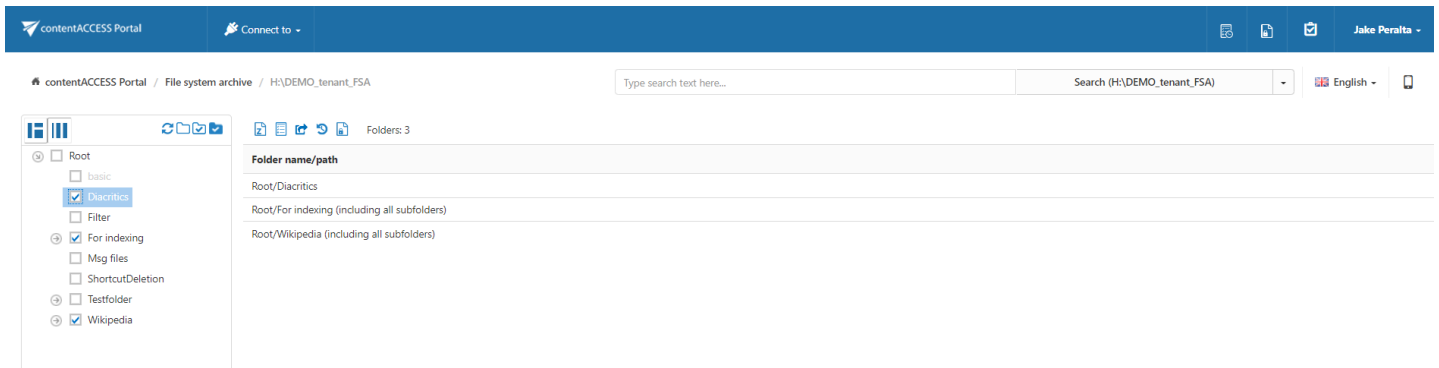 contentACCESS Portal Connect to Jake Peralta
contentACCESS Portal / File system archive / H:\DEMO_tenant_FSA Type search text here... Search (H:\DEMO_tenant_FSA) English
Folders: 3
Root
basic
Diacritics
Filter
For indexing
Msg files
ShortcutDeletion
Testfolder
Wikipedia
Folder name/path
Root/Diacritics
Root/For indexing (including all subfolders)
Root/Wikipedia (including all subfolders)